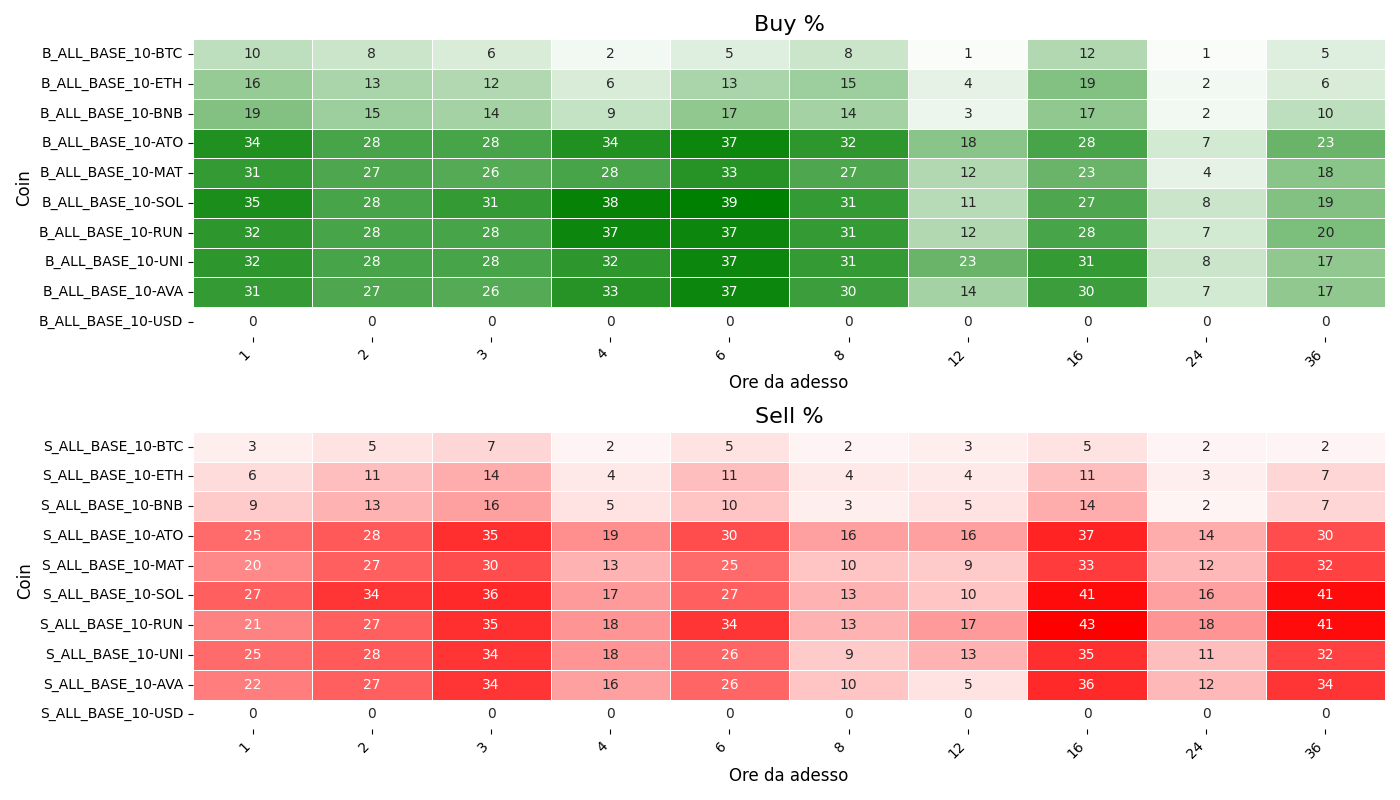 Buy %
Coin
B_ALL_BASE_10-BTC 10 8 6 2 5 8 1 12 1 5
B_ALL_BASE_10-ETH 16 13 12 6 13 15 4 19 2 6
B_ALL_BASE_10-BNB 19 15 14 9 17 14 3 17 2 10
B_ALL_BASE_10-ATO 34 28 28 34 37 32 18 28 7 23
B_ALL_BASE_10-MAT 31 27 26 28 33 27 12 23 4 18
B_ALL_BASE_10-SOL 35 28 31 38 39 31 11 27 8 19
B_ALL_BASE_10-RUN 32 28 28 37 37 31 12 28 7 20
B_ALL_BASE_10-UNI 32 28 28 32 37 31 23 31 8 17
B_ALL_BASE_10-AVA 31 27 26 33 37 30 14 30 7 17
B_ALL_BASE_10-USD 0 0 0 0 0 0 0 0 0 0
1 2 3 4 6 8 12 16 24 36
Ore da adesso
Sell %
Coin
S_ALL_BASE_10-BTC 3 5 7 2 5 2 3 5 2 2
S_ALL_BASE_10-ETH 6 11 14 4 11 4 4 11 3 7
S_ALL_BASE_10-BNB 9 13 16 5 10 3 5 14 2 7
S_ALL_BASE_10-ATO 25 28 35 19 30 16 16 37 14 30
S_ALL_BASE_10-MAT 20 27 30 13 25 10 9 33 12 32
S_ALL_BASE_10-SOL 27 34 36 17 27 13 10 41 16 41
S_ALL_BASE_10-RUN 21 27 35 18 34 13 17 43 18 41
S_ALL_BASE_10-UNI 25 28 34 18 26 9 13 35 11 32
S_ALL_BASE_10-AVA 22 27 34 16 26 10 5 36 12 34
S_ALL_BASE_10-USD 0 0 0 0 0 0 0 0 0 0
1 2 3 4 6 8 12 16 24 36
Ore da adesso